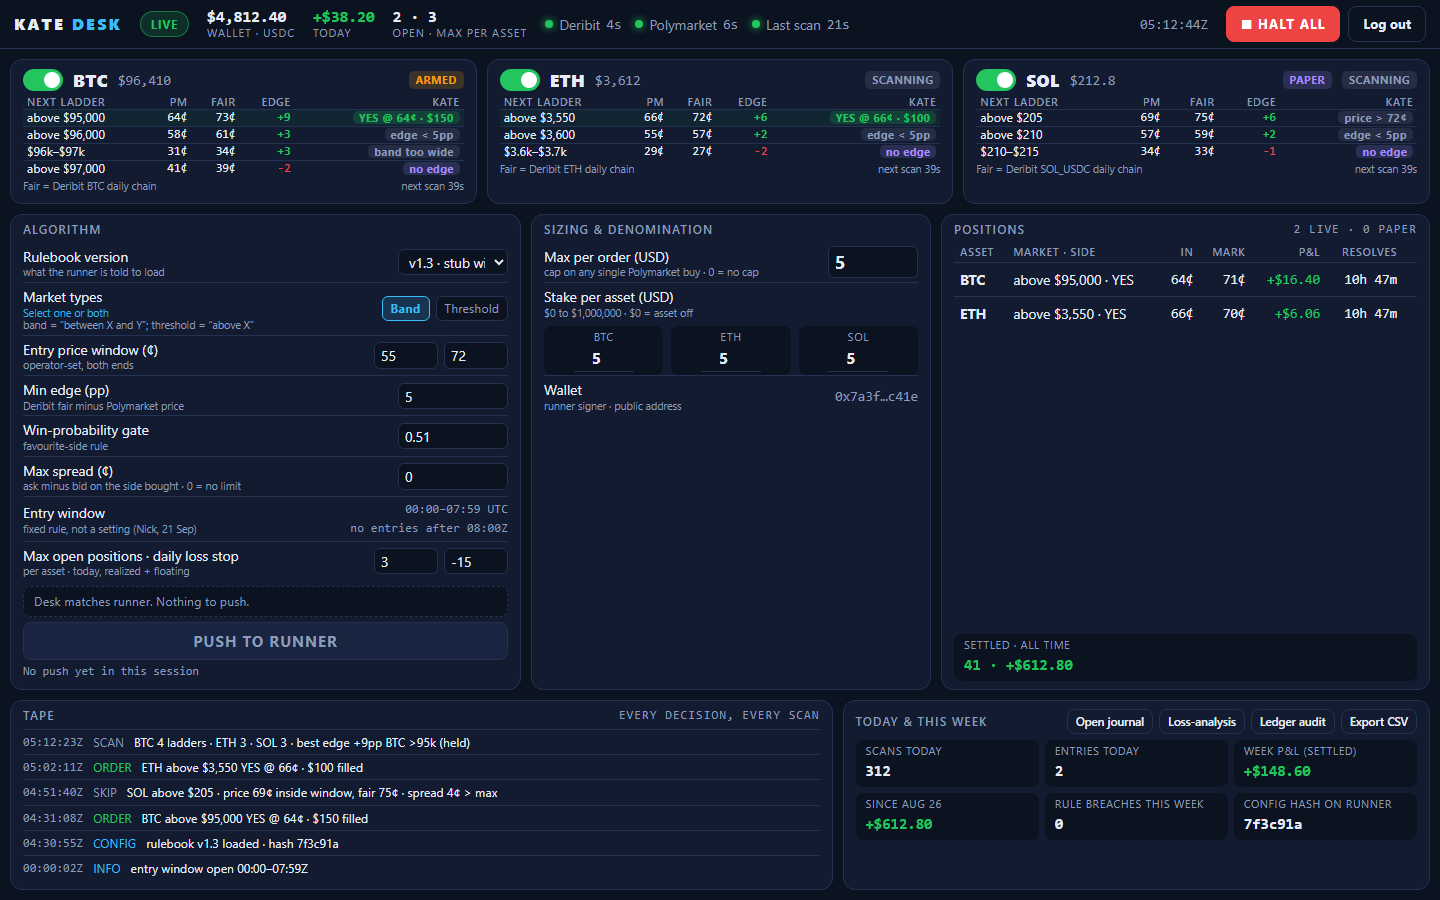 KATE DESK LIVE $4,812.40 +$38.20 2 · 3 Deribit 4s Polymarket 6s Last scan 21s 05:12:44Z HALT ALL Log out
WALLET · USDC TODAY OPEN · MAX PER ASSET
BTC $96,410 ARMED
NEXT LADDER PM FAIR EDGE KATE
above $95,000 64¢ 73¢ +9 YES @ 64¢ · $150
above $96,000 58¢ 61¢ +3 edge < 5pp
$96k–$97k 31¢ 34¢ +3 band too wide
above $97,000 41¢ 39¢ -2 no edge
Fair = Deribit BTC daily chain next scan 39s
ETH $3,612 SCANNING
NEXT LADDER PM FAIR EDGE KATE
above $3,550 66¢ 72¢ +6 YES @ 66¢ · $100
above $3,600 55¢ 57¢ +2 edge < 5pp
$3.6k–$3.7k 29¢ 27¢ -2 no edge
Fair = Deribit ETH daily chain next scan 39s
SOL $212.8 PAPER SCANNING
NEXT LADDER PM FAIR EDGE KATE
above $205 69¢ 75¢ +6 price > 72¢
above $210 57¢ 59¢ +2 edge < 5pp
$210–$215 34¢ 33¢ -1 no edge
Fair = Deribit SOL_USDC daily chain next scan 39s
ALGORITHM
Rulebook version v1.3 · stub wi
what the runner is told to load
Market types Band Threshold
Select one or both
band = “between X and Y”; threshold = “above X”
Entry price window (¢) 55 72
operator-set, both ends
Min edge (pp) 5
Deribit fair minus Polymarket price
Win-probability gate 0.51
favourite-side rule
Max spread (¢) 0
ask minus bid on the side bought · 0 = no limit
Entry window 00:00–07:59 UTC
fixed rule, not a setting (Nick, 21 Sep) no entries after 08:00Z
Max open positions · daily loss stop 3 -15
per asset · today, realized + floating
Desk matches runner. Nothing to push.
PUSH TO RUNNER
No push yet in this session
SIZING & DENOMINATION
Max per order (USD) 5
cap on any single Polymarket buy · 0 = no cap
Stake per asset (USD)
$0 to $1,000,000 · $0 = asset off
BTC ETH SOL
5 5 5
Wallet 0x7a3f…c41e
runner signer · public address
POSITIONS 2 LIVE · 0 PAPER
ASSET MARKET · SIDE IN MARK P&L RESOLVES
BTC above $95,000 · YES 64¢ 71¢ +$16.40 10h 47m
ETH above $3,550 · YES 66¢ 70¢ +$6.06 10h 47m
SETTLED · ALL TIME
41 · +$612.80
TAPE EVERY DECISION, EVERY SCAN
05:12:23Z SCAN BTC 4 ladders · ETH 3 · SOL 3 · best edge +9pp BTC >95k (held)
05:02:11Z ORDER ETH above $3,550 YES @ 66¢ · $100 filled
04:51:40Z SKIP SOL above $205 · price 69¢ inside window, fair 75¢ · spread 4¢ > max
04:31:08Z ORDER BTC above $95,000 YES @ 64¢ · $150 filled
04:30:55Z CONFIG rulebook v1.3 loaded · hash 7f3c91a
00:00:02Z INFO entry window open 00:00–07:59Z
TODAY & THIS WEEK Open journal Loss-analysis Ledger audit Export CSV
SCANS TODAY ENTRIES TODAY WEEK P&L (SETTLED)
312 2 +$148.60
SINCE AUG 26 RULE BREACHES THIS WEEK CONFIG HASH ON RUNNER
+$612.80 0 7f3c91a